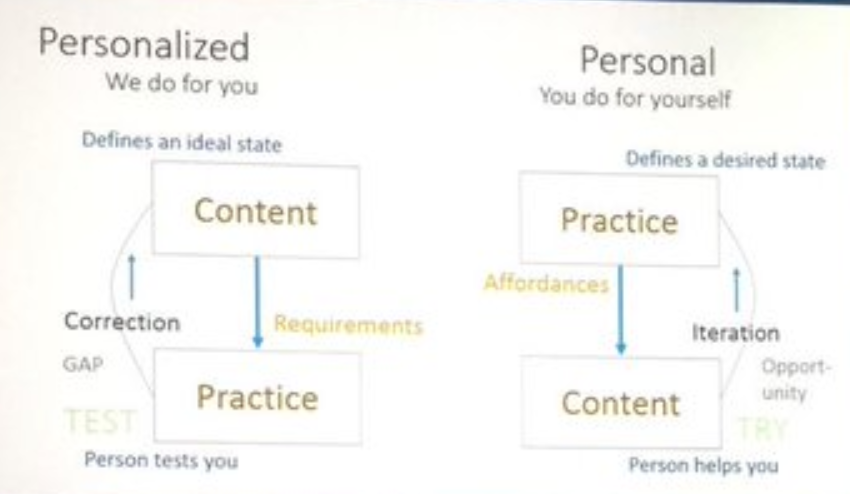 Personalized
We do for you
Defines an ideal state
Content
Correction
Requirements
GAP
Practice
TEST
Person tests you
Personal
You do for yourself
Defines a desired state
Practice
Affordances
Iteration
Opport-
unity
Content
TRY
Person helps you